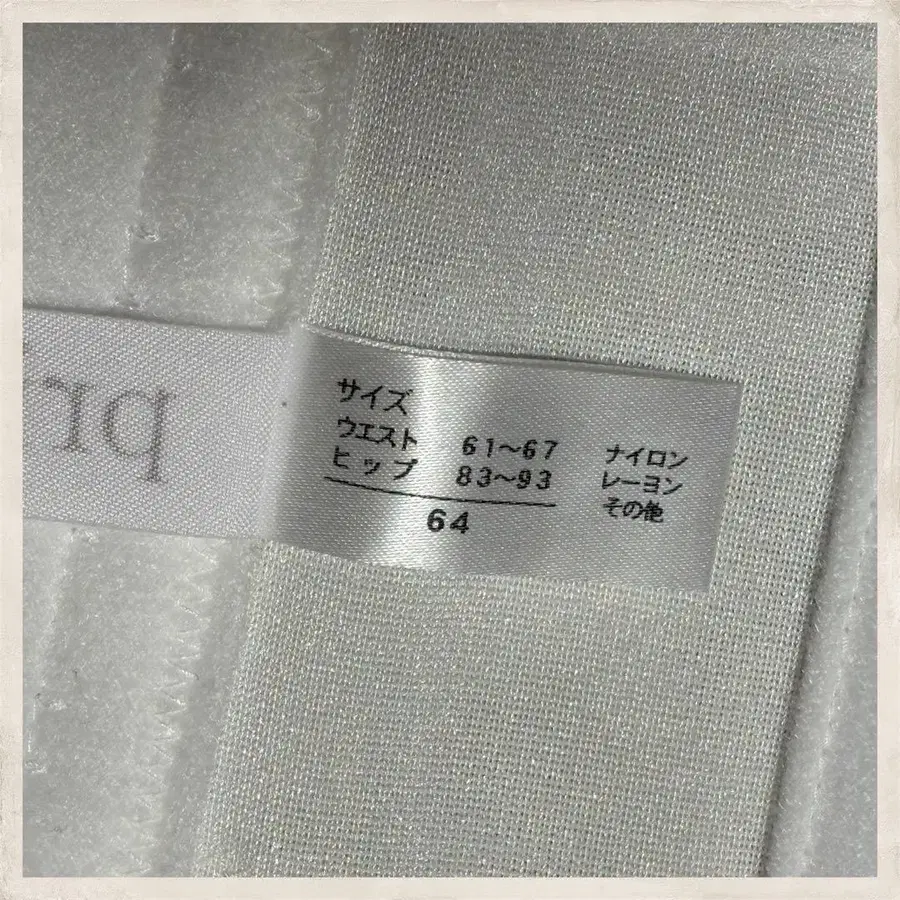 サイズ
ウエスト 61〜67
ヒップ 83〜93
64
ナイロン
レーヨン
その他